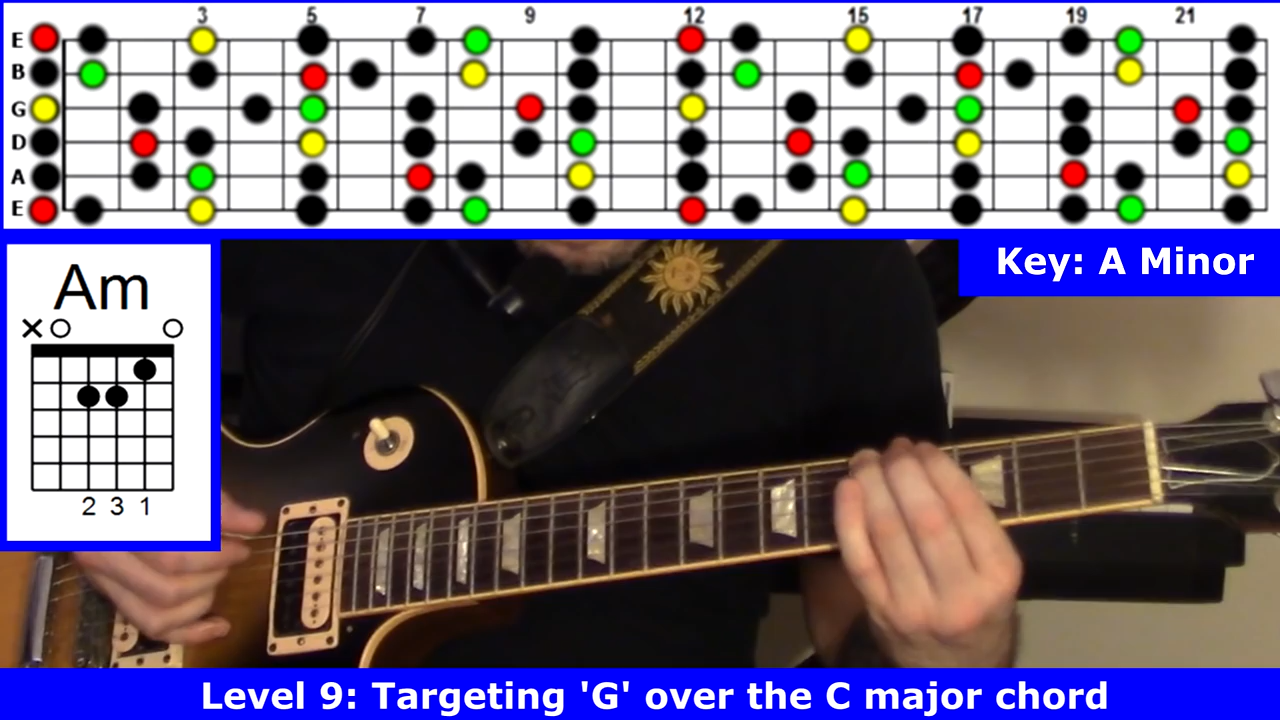 3 5 7 9 12 15 17 19 21
E
B
G
D
A
E
Key: A Minor
Am
× ○ ○
2 3 1
Level 9: Targeting 'G' over the C major chord